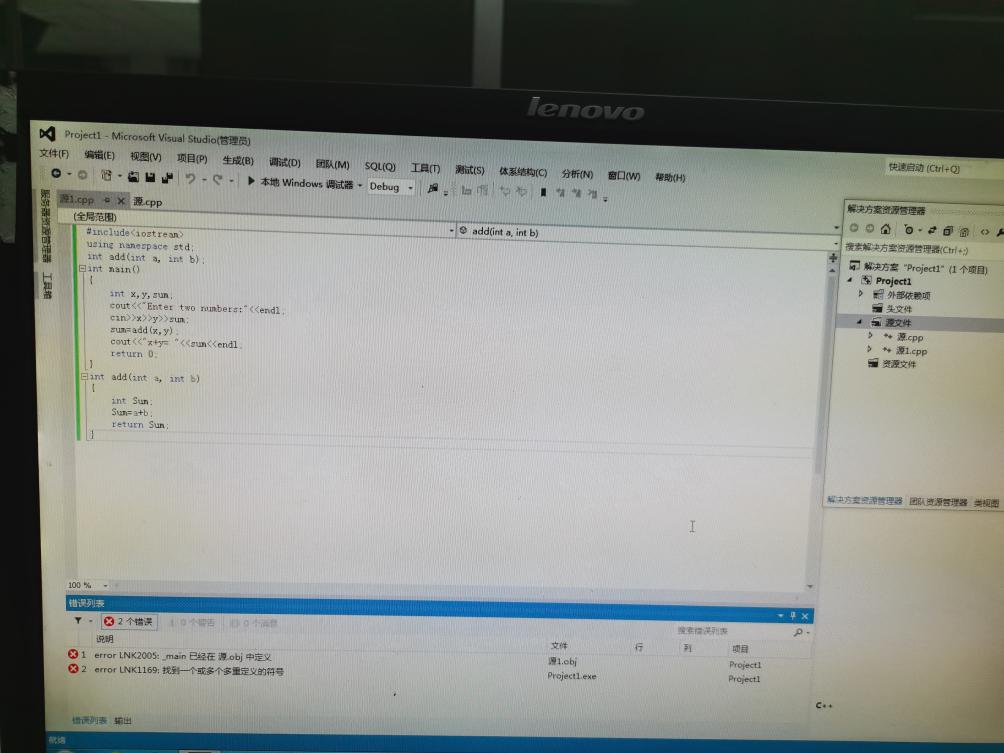 lenovo
Project1 - Microsoft Visual Studio(管理员)
快速启动 (Ctrl+Q)
文件(F) 编辑(E) 视图(V) 项目(P) 生成(B) 调试(D) 团队(M) SQL(Q) 工具(T) 测试(S) 体系结构(C) 分析(N) 窗口(W) 帮助(H)
本地 Windows 调试器 Debug
服务器资源管理器
工具箱
源1.cpp 源.cpp
(全局范围) add(int a, int b)
#include<iostream>
using namespace std;
int add(int a, int b);
int main()
{
int x,y,sum;
cout<<"Enter two numbers:"<<endl;
cin>>x>>y>>sum;
sum=add(x,y);
cout<<"x+y= "<<sum<<endl;
return 0;
}
int add(int a, int b)
{
int Sum;
Sum=a+b;
return Sum;
}
100 %
解决方案资源管理器
搜索解决方案资源管理器(Ctrl+;)
解决方案 "Project1" (1 个项目)
Project1
外部依赖项
头文件
源文件
源.cpp
源1.cpp
资源文件
解决方案资源管理器 团队资源管理器 类视图
错误列表
2 个错误 0 个警告 0 个消息
搜索错误列表
说明 文件 行 列 项目
1 error LNK2005: _main 已经在 源.obj 中定义 源1.obj Project1
2 error LNK1169: 找到一个或多个多重定义的符号 Project1.exe Project1
C++
错误列表 输出
就绪